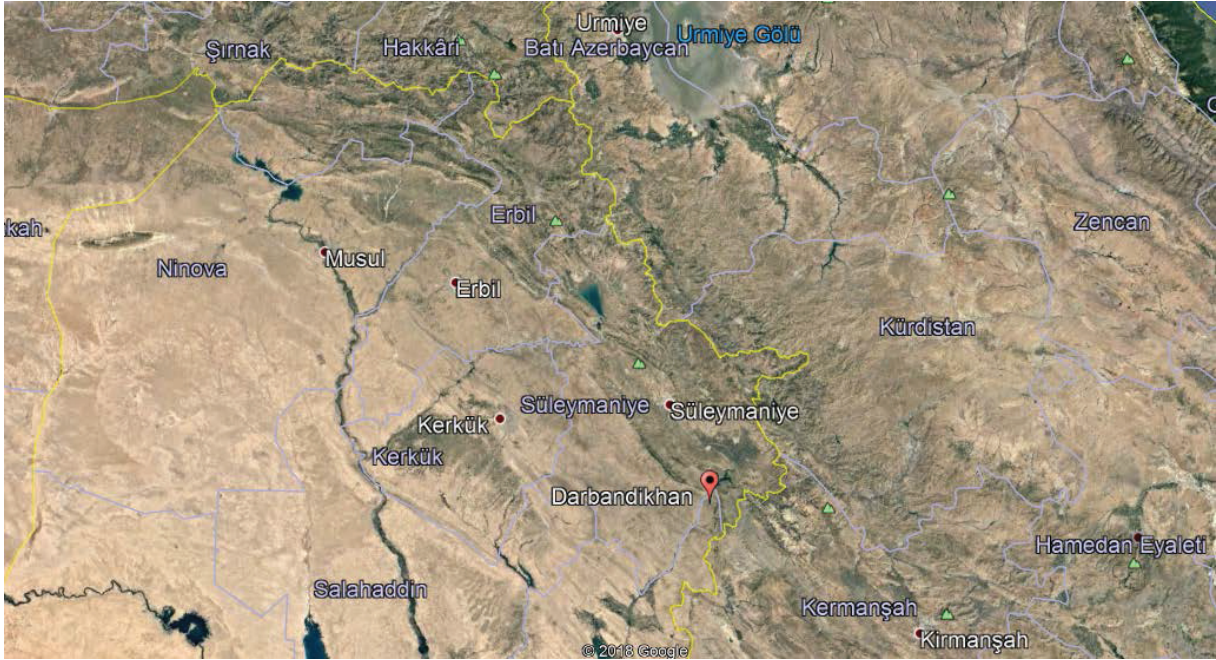 Urmiye
Urmiye Gölü
Şırnak
Hakkâri
Batı Azerbaycan
Erbil
Zencan
Ninova
Musul
Erbil
Kürdistan
Süleymaniye
Süleymaniye
Kerkük
Kerkük
Darbandikhan
Hamedan Eyaleti
Salahaddin
Kermanşah
Kirmanşah
© 2018 Google